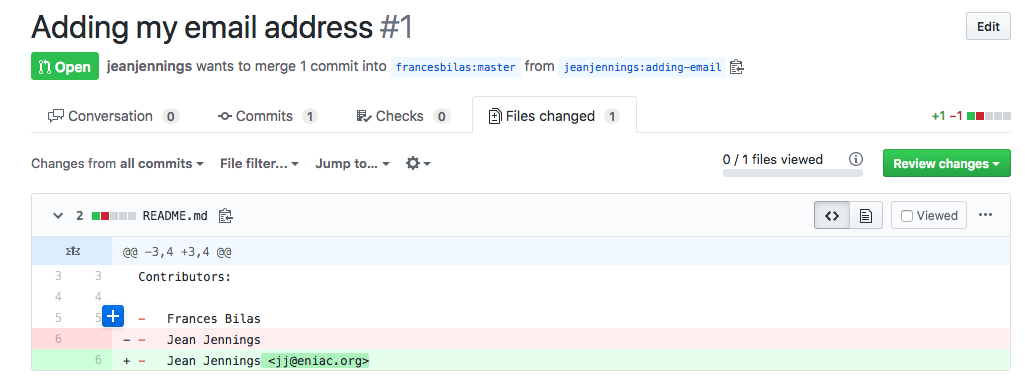 Adding my email address #1
Edit
Open jeanjennings wants to merge 1 commit into francesbilas:master from jeanjennings:adding-email
Conversation 0 Commits 1 Checks 0 Files changed 1 +1 −1
Changes from all commits File filter... Jump to... 0 / 1 files viewed Review changes
2 README.md <> Viewed ...
@@ -3,4 +3,4 @@
3 3 Contributors:
4 4
5 5 + - Frances Bilas
6 - - Jean Jennings
6 + - Jean Jennings <jj@eniac.org>